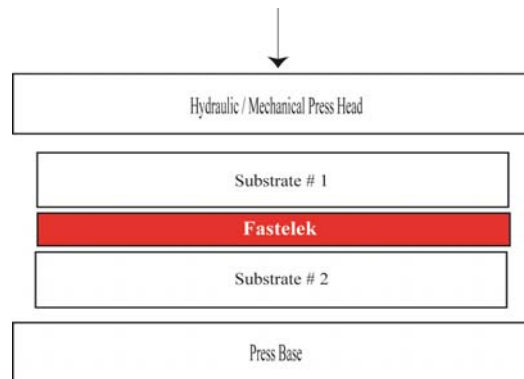 Hydraulic / Mechanical Press Head
Substrate # 1
Fastelek
Substrate # 2
Press Base